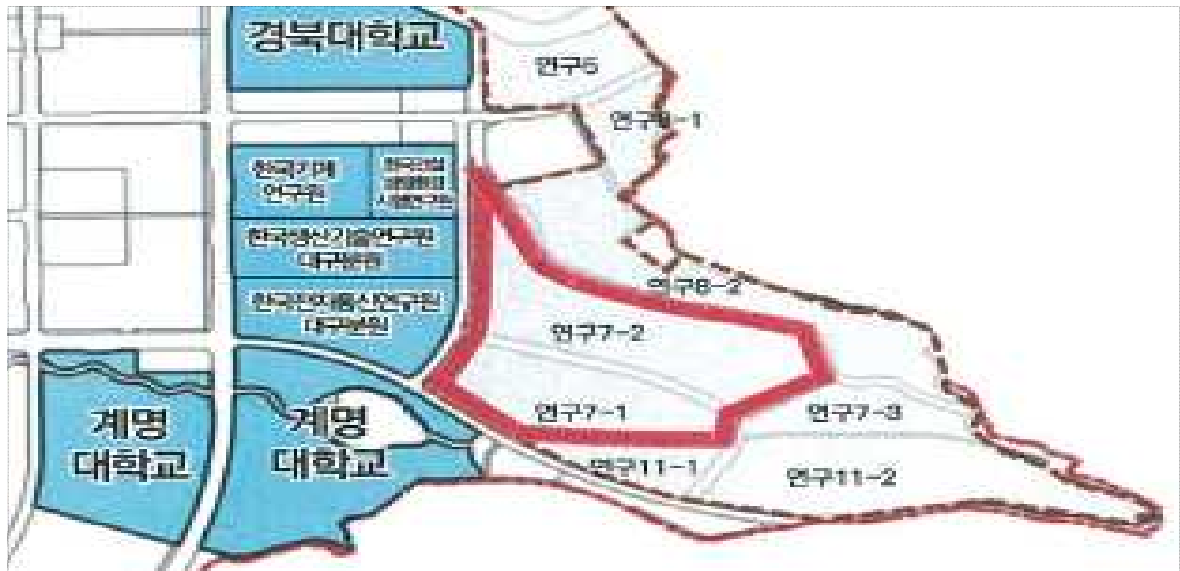 경북대학교
연구5
연구6-1
한국기계
연구원
한국생산기술연구원
대구분원
한국전자통신연구원
대구분원
연구8-2
연구7-2
연구7-1
연구7-3
계명
대학교
계명
대학교
연구11-1
연구11-2